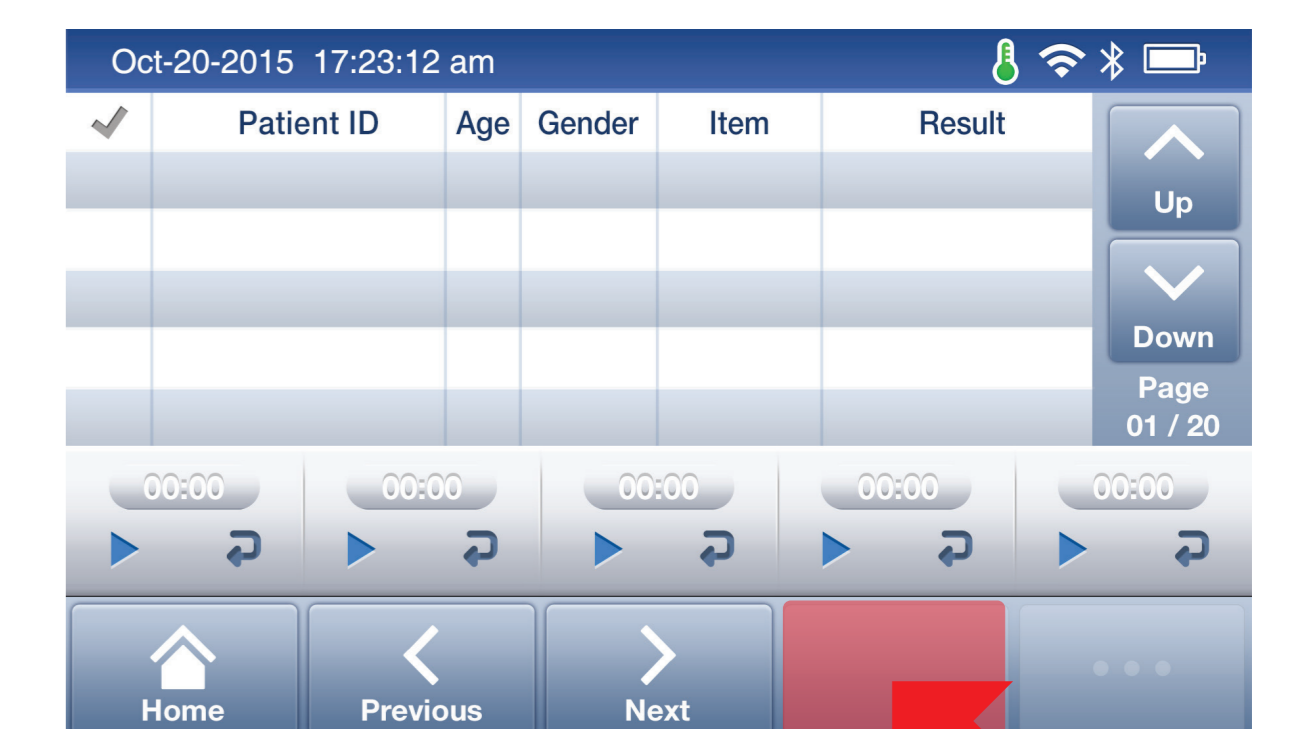 Oct-20-2015 17:23:12 am
Patient ID Age Gender Item Result
Up
Down
Page
01 / 20
00:00 00:00 00:00 00:00 00:00
Home Previous Next